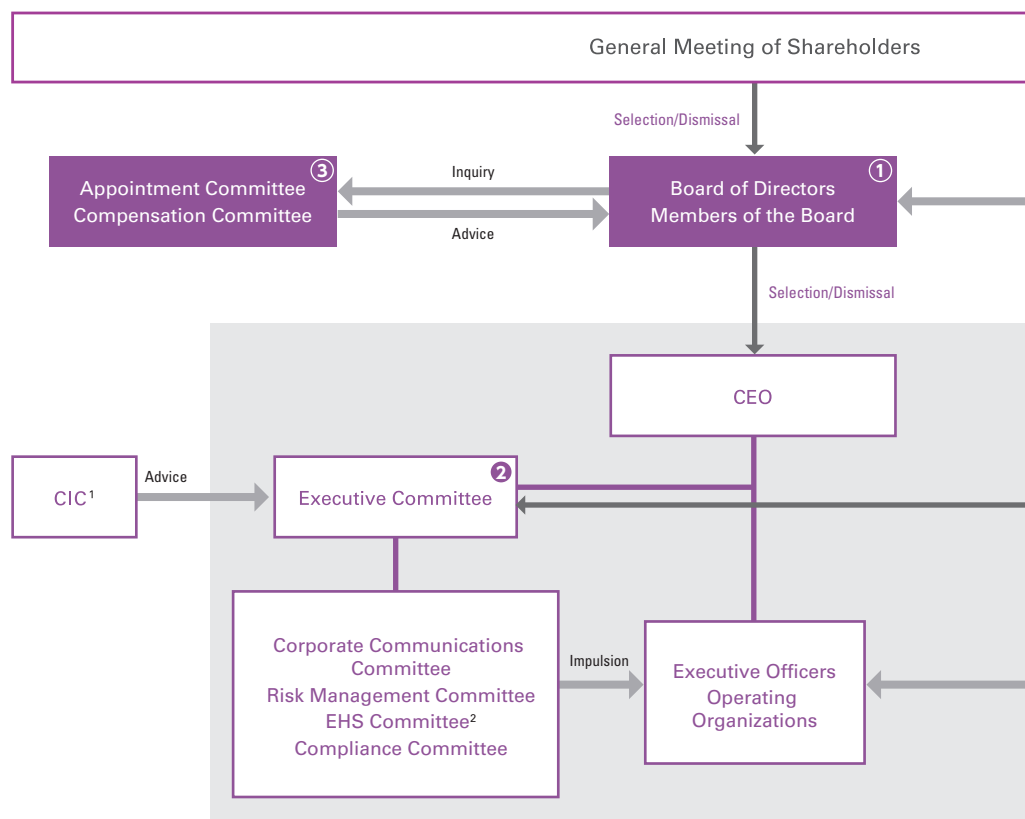 General Meeting of Shareholders
Selection/Dismissal
③
Appointment Committee
Compensation Committee
Inquiry
Advice
①
Board of Directors
Members of the Board
Selection/Dismissal
CEO
CIC¹
Advice
❷
Executive Committee
Corporate Communications
Committee
Risk Management Committee
EHS Committee²
Compliance Committee
Impulsion
Executive Officers
Operating
Organizations